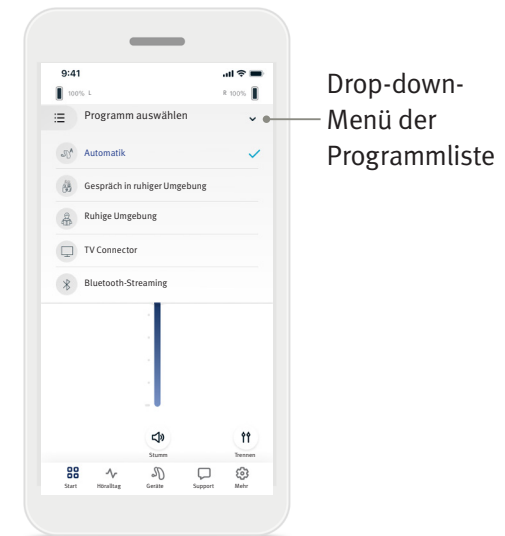 9:41
100% L
R 100%
Programm auswählen
Automatik
Gespräch in ruhiger Umgebung
Ruhige Umgebung
TV Connector
Bluetooth-Streaming
Stumm
Trennen
Start Höralltag Geräte Support Mehr
Drop-down-
Menü der
Programmliste